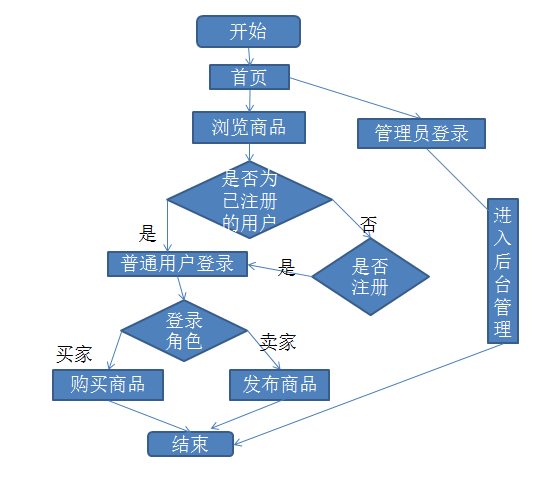 开始
首页
浏览商品
管理员登录
是否为
已注册
的用户
进入后台管理
是
否
普通用户登录
是
是否
注册
登录
角色
买家
卖家
购买商品
发布商品
结束